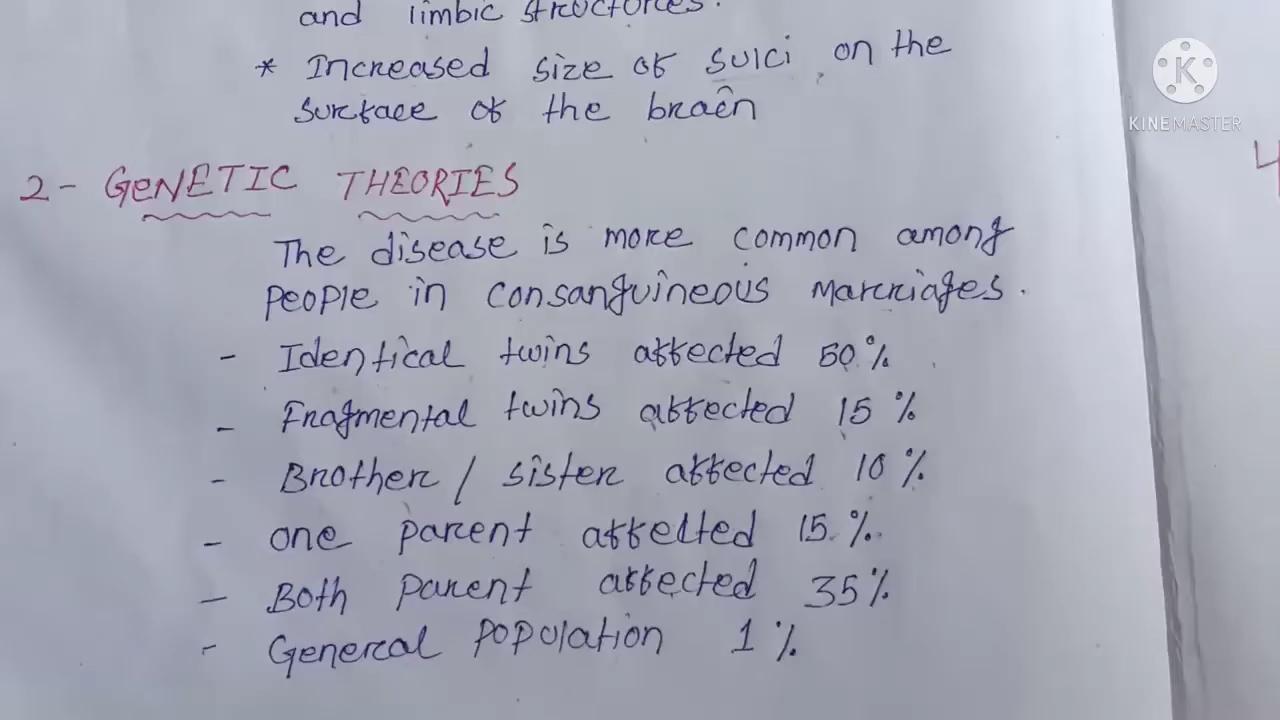 and limbic structures.
* Increased size of sulci on the
surface of the brain
2- GENETIC THEORIES
The disease is more common among
people in consanguineous marriages.
- Identical twins affected 50%
- Fragmental twins affected 15%
- Brother / sister affected 10%
- one parent affelted 15%
- Both parent affected 35%
- General population 1%
K
KINEMASTER
4